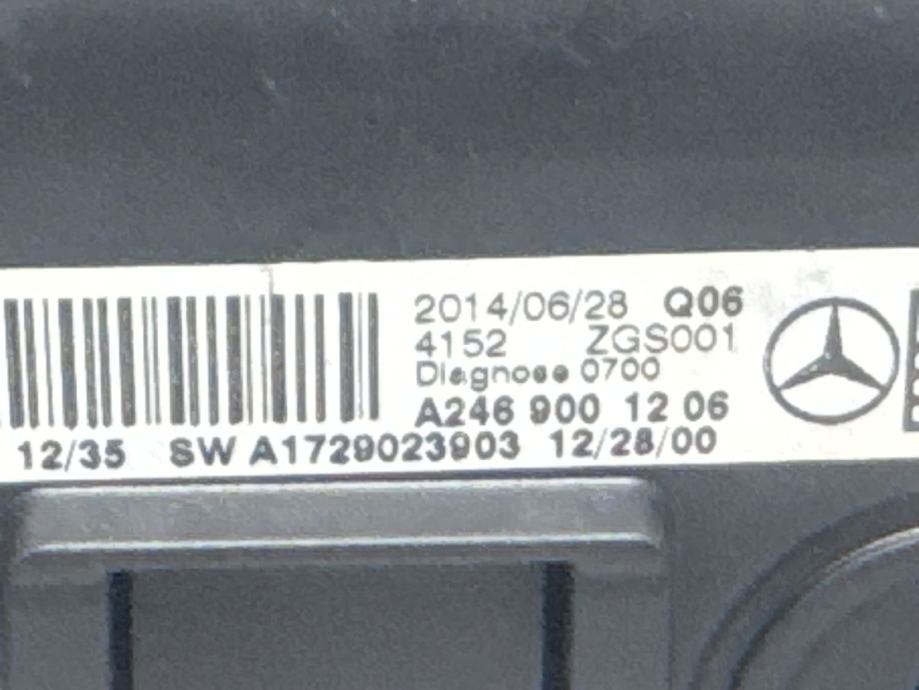 2014/06/28 Q06
4152 ZGS001
Diagnose 0700
A246 900 12 06
12/35 SW A1729023903 12/28/00